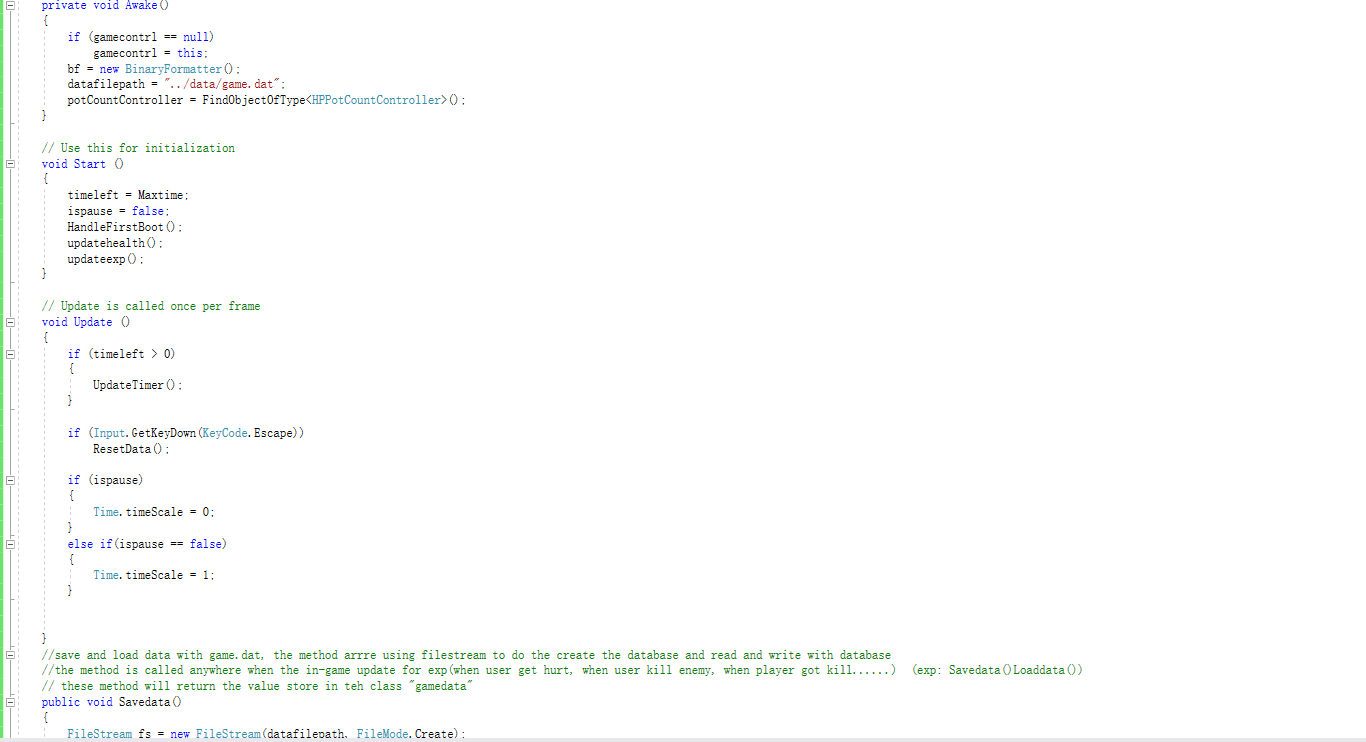 private void Awake()
{
if (gamecontrl == null)
gamecontrl = this;
bf = new BinaryFormatter();
datafilepath = "../data/game.dat";
potCountController = FindObjectOfType<HPPotCountController>();
}
// Use this for initialization
void Start ()
{
timeleft = Maxtime;
ispause = false;
HandleFirstBoot();
updatehealth();
updateexp();
}
// Update is called once per frame
void Update ()
{
if (timeleft > 0)
{
UpdateTimer();
}
if (Input.GetKeyDown(KeyCode.Escape))
ResetData();
if (ispause)
{
Time.timeScale = 0;
}
else if(ispause == false)
{
Time.timeScale = 1;
}
}
//save and load data with game.dat, the method arrre using filestream to do the create the database and read and write with database
//the method is called anywhere when the in-game update for exp(when user get hurt, when user kill enemy, when player got kill......) (exp: Savedata()Loaddata())
// these method will return the value store in teh class "gamedata"
public void Savedata()
{
FileStream fs = new FileStream(datafilepath, FileMode.Create);